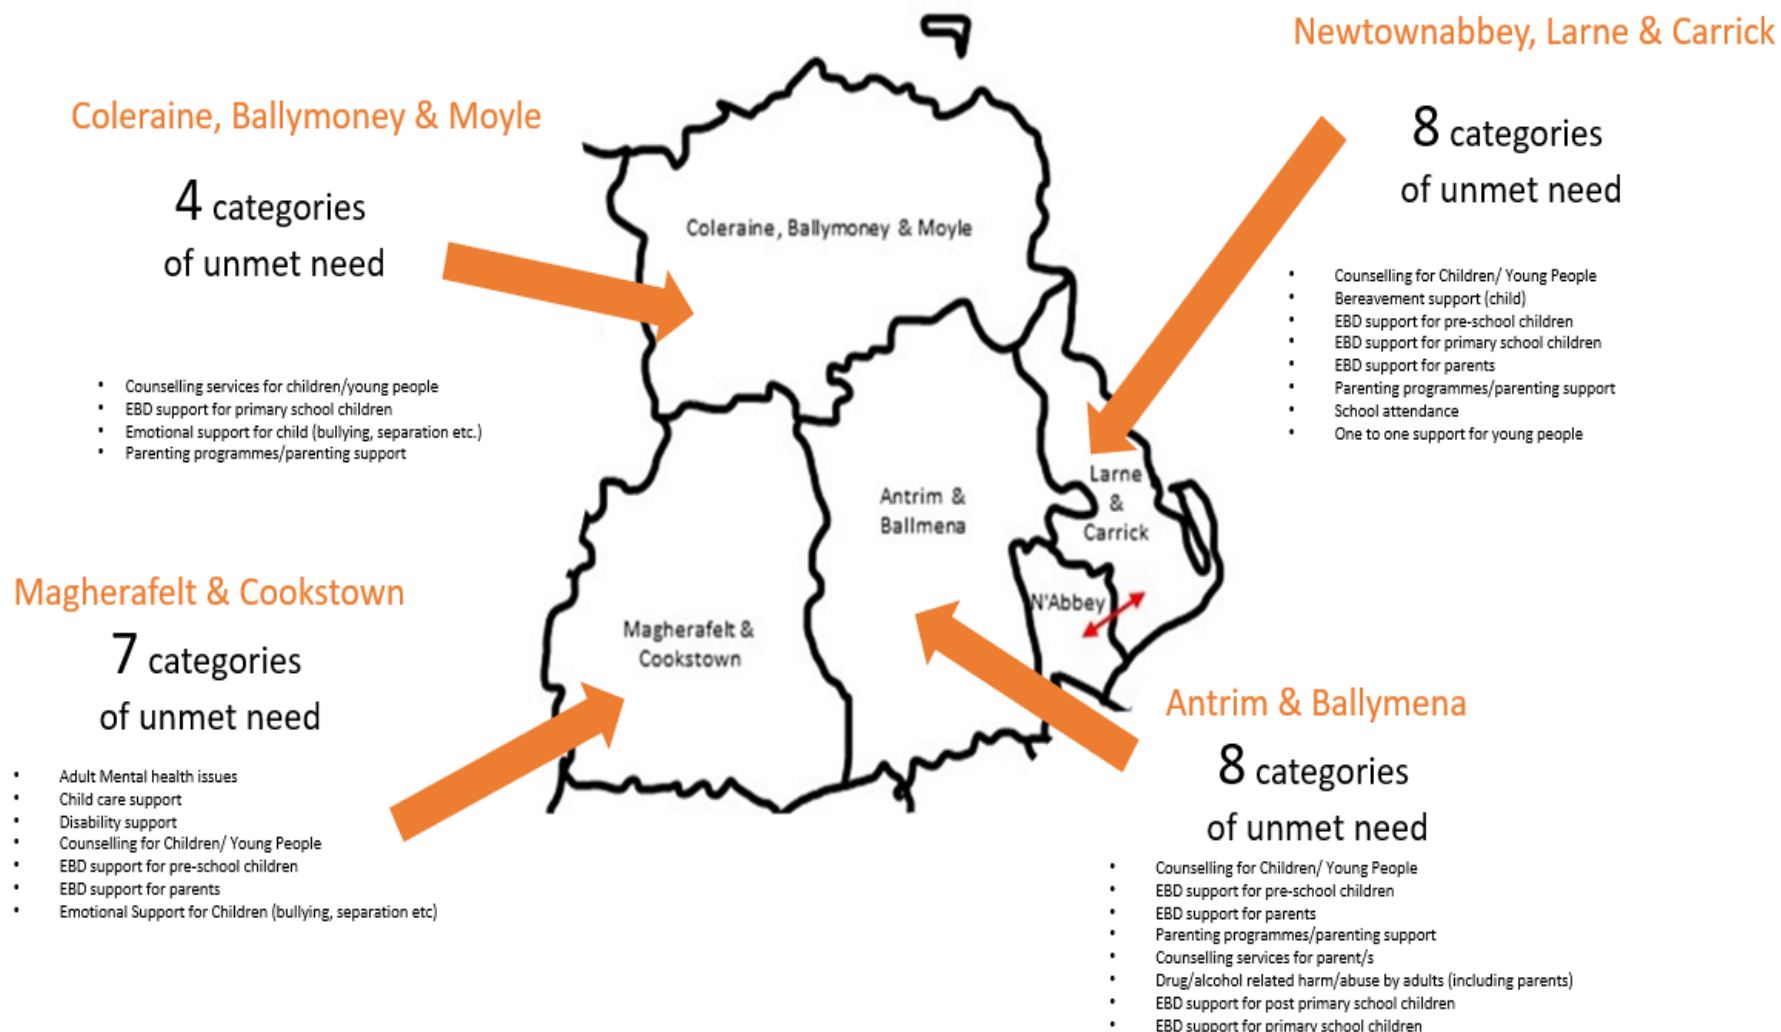 Newtownabbey, Larne & Carrick
8 categories
of unmet need
• Counselling for Children/ Young People
• Bereavement support (child)
• EBD support for pre-school children
• EBD support for primary school children
• EBD support for parents
• Parenting programmes/parenting support
• School attendance
• One to one support for young people
Coleraine, Ballymoney & Moyle
4 categories
of unmet need
• Counselling services for children/young people
• EBD support for primary school children
• Emotional support for child (bullying, separation etc.)
• Parenting programmes/parenting support
Coleraine, Ballymoney & Moyle
Larne
&
Carrick
Antrim &
Ballmena
N'Abbey
Magherafelt &
Cookstown
Magherafelt & Cookstown
7 categories
of unmet need
• Adult Mental health issues
• Child care support
• Disability support
• Counselling for Children/ Young People
• EBD support for pre-school children
• EBD support for parents
• Emotional Support for Children (bullying, separation etc)
Antrim & Ballymena
8 categories
of unmet need
• Counselling for Children/ Young People
• EBD support for pre-school children
• EBD support for parents
• Parenting programmes/parenting support
• Counselling services for parent/s
• Drug/alcohol related harm/abuse by adults (including parents)
• EBD support for post primary school children
• EBD support for primary school children